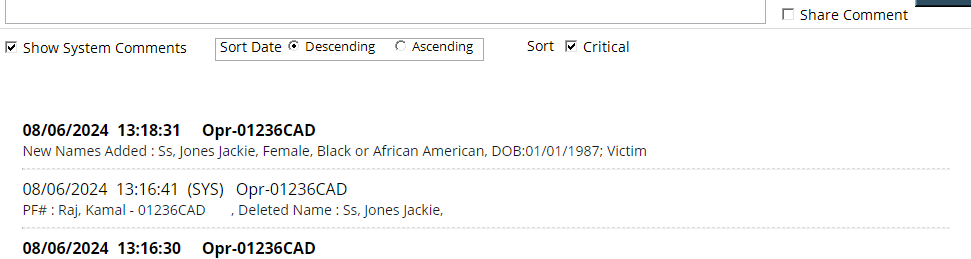 Share Comment
Show System Comments Sort Date Descending Ascending Sort Critical
08/06/2024 13:18:31 Opr-01236CAD
New Names Added : Ss, Jones Jackie, Female, Black or African American, DOB:01/01/1987; Victim
08/06/2024 13:16:41 (SYS) Opr-01236CAD
PF# : Raj, Kamal - 01236CAD , Deleted Name : Ss, Jones Jackie,
08/06/2024 13:16:30 Opr-01236CAD